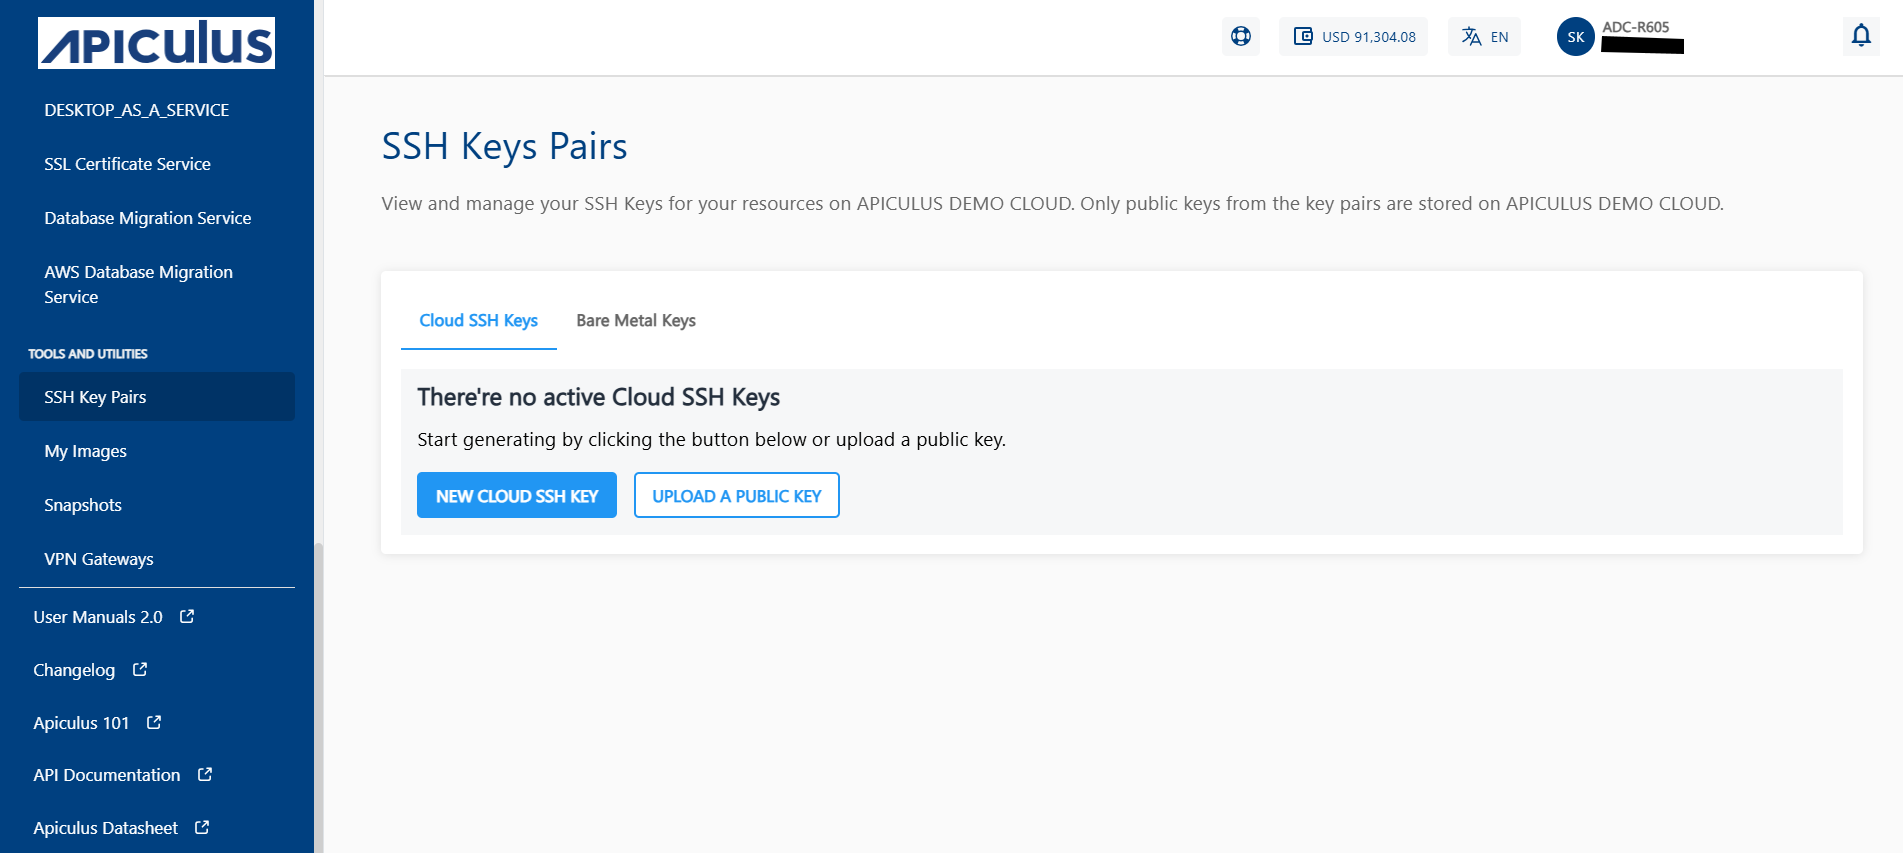 APICULUS
DESKTOP_AS_A_SERVICE
SSL Certificate Service
Database Migration Service
AWS Database Migration
Service
TOOLS AND UTILITIES
SSH Key Pairs
My Images
Snapshots
VPN Gateways
User Manuals 2.0
Changelog
Apiculus 101
API Documentation
Apiculus Datasheet
USD 91,304.08
EN
SK
ADC-R605
SSH Keys Pairs
View and manage your SSH Keys for your resources on APICULUS DEMO CLOUD. Only public keys from the key pairs are stored on APICULUS DEMO CLOUD.
Cloud SSH Keys
Bare Metal Keys
There're no active Cloud SSH Keys
Start generating by clicking the button below or upload a public key.
NEW CLOUD SSH KEY
UPLOAD A PUBLIC KEY